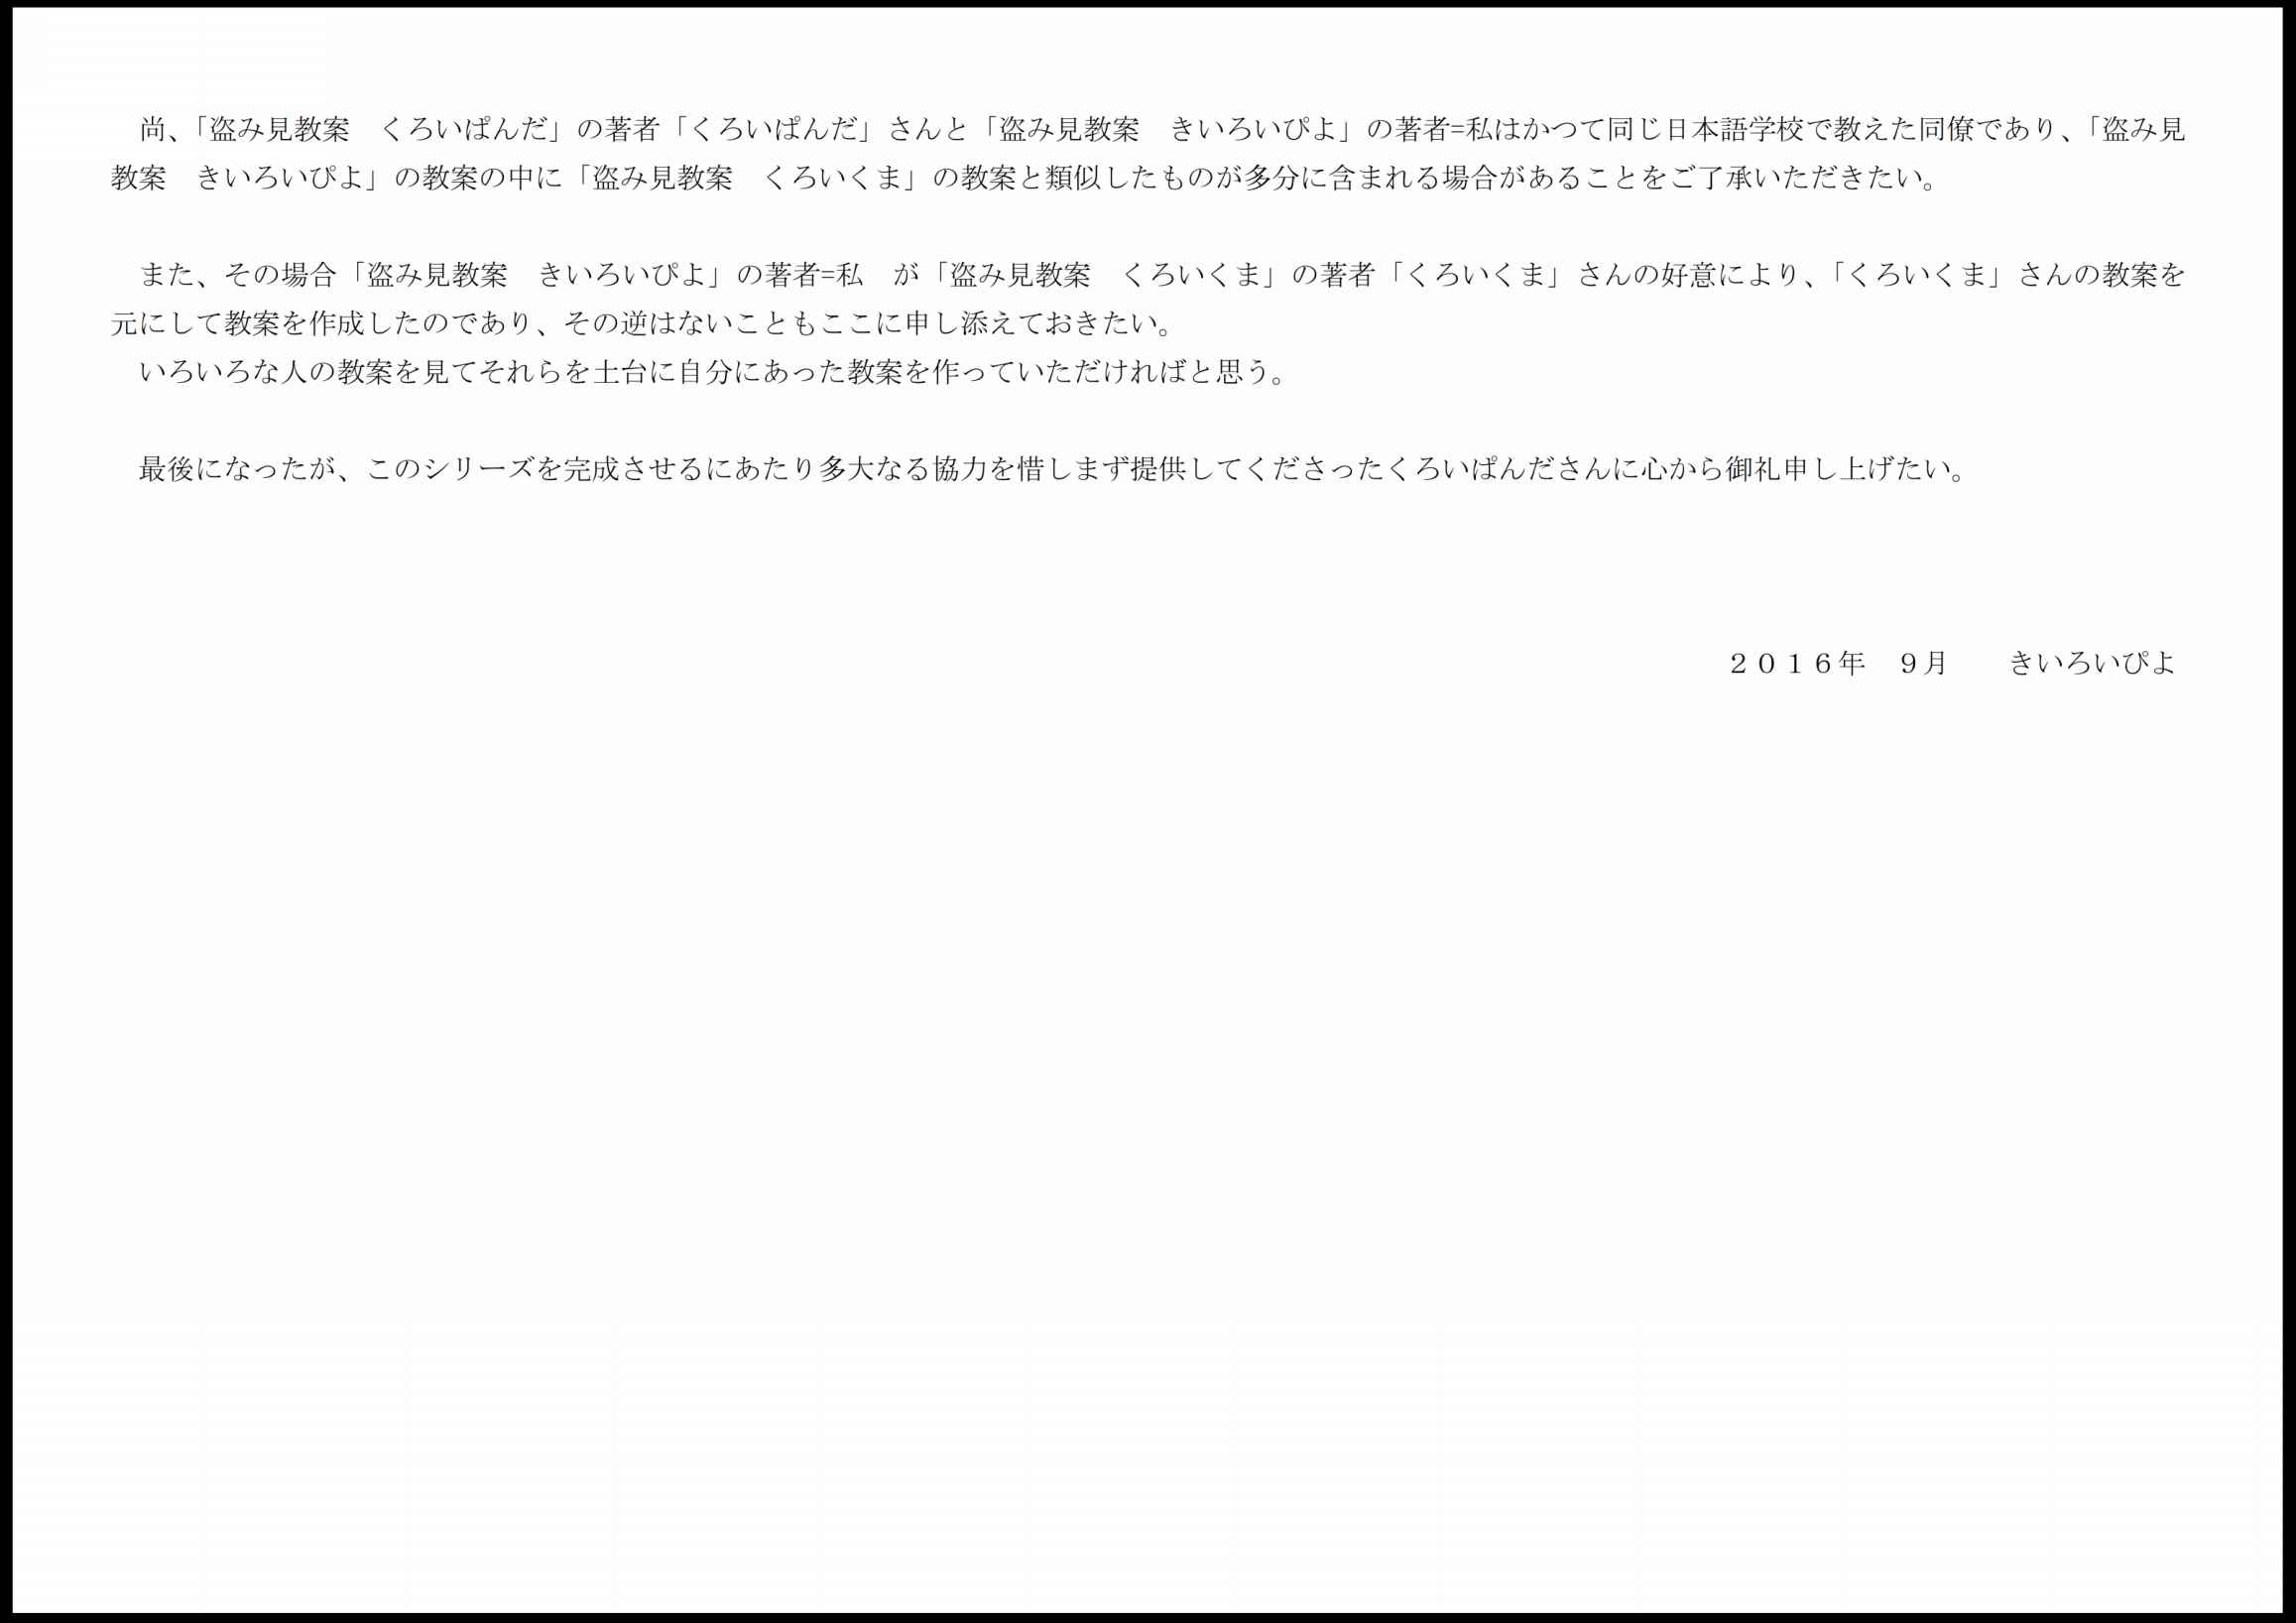 尚、「盗み見教案　くろいぱんだ」の著者「くろいぱんだ」さんと「盗み見教案　きいろいぴよ」の著者=私はかつて同じ日本語学校で教えた同僚であり、「盗み見
教案　きいろいぴよ」の教案の中に「盗み見教案　くろいくま」の教案と類似したものが多分に含まれる場合があることをご了承いただきたい。
　また、その場合「盗み見教案　きいろいぴよ」の著者=私　が「盗み見教案　くろいくま」の著者「くろいくま」さんの好意により、「くろいくま」さんの教案を
元にして教案を作成したのであり、その逆はないこともここに申し添えておきたい。
　いろいろな人の教案を見てそれらを土台に自分にあった教案を作っていただければと思う。
　最後になったが、このシリーズを完成させるにあたり多大なる協力を惜しまず提供してくださったくろいぱんださんに心から御礼申し上げたい。
２０１６年　９月　　きいろいぴよ